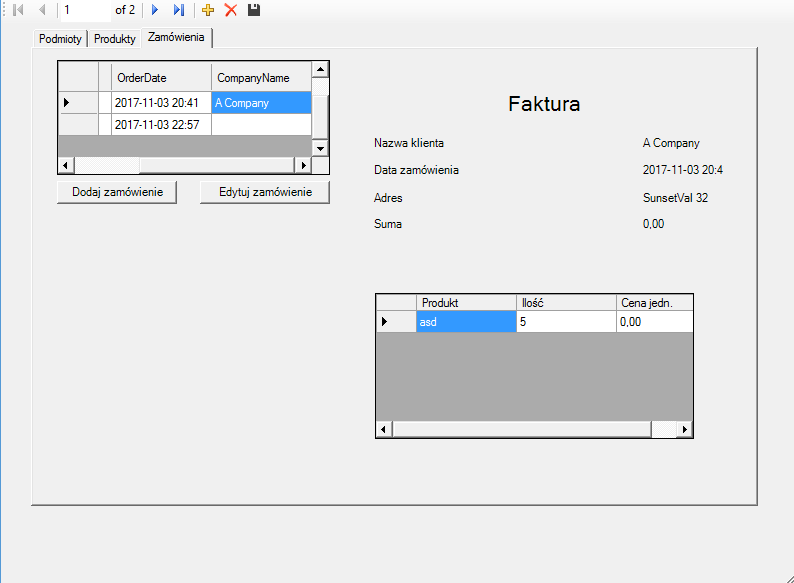 1 of 2
Podmioty Produkty Zamówienia
OrderDate CompanyName
2017-11-03 20:41 A Company
2017-11-03 22:57
Dodaj zamówienie Edytuj zamówienie
Faktura
Nazwa klienta A Company
Data zamówienia 2017-11-03 20:4
Adres SunsetVal 32
Suma 0,00
Produkt Ilość Cena jedn.
asd 5 0,00